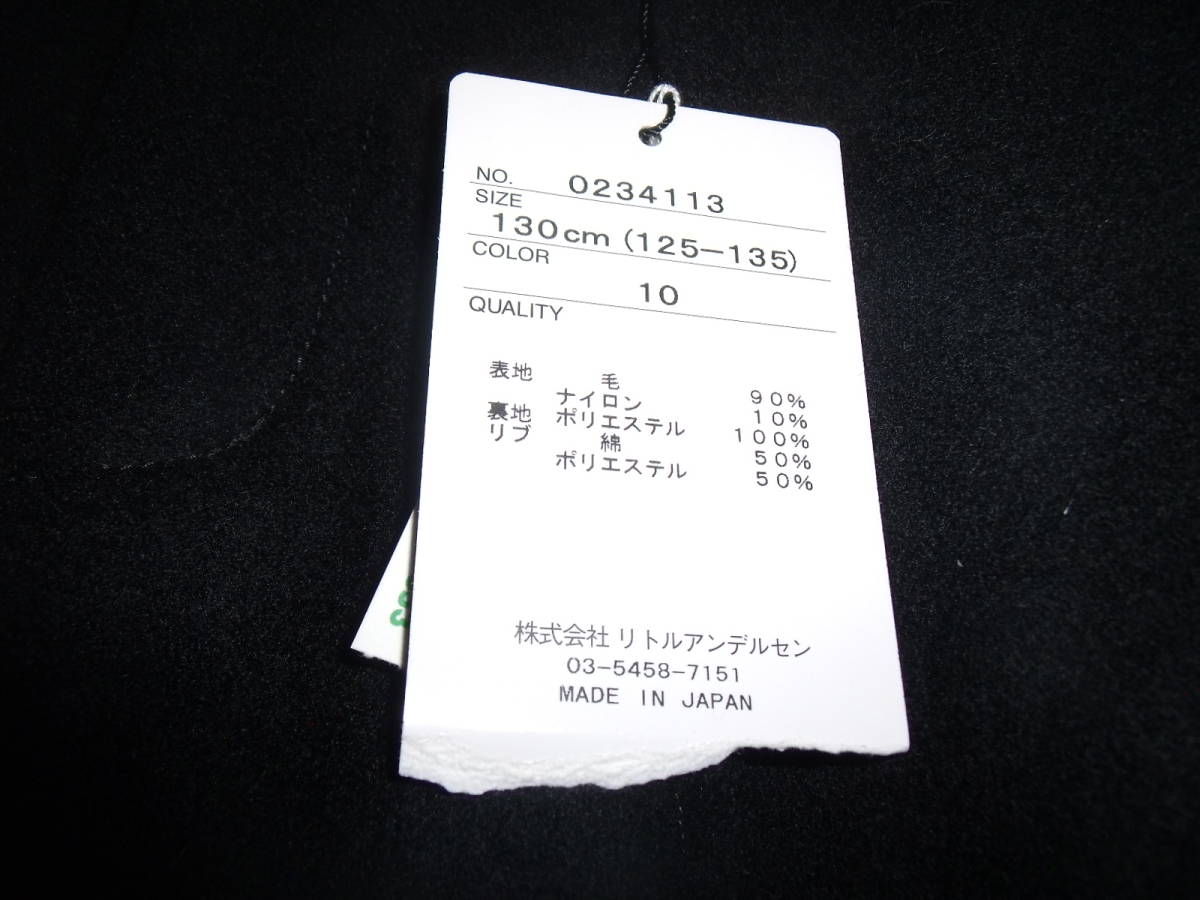 NO. 0234113
SIZE
130cm (125-135)
COLOR
10
QUALITY
表地 毛 90%
ナイロン 10%
裏地 ポリエステル 100%
リブ 綿 50%
ポリエステル 50%
株式会社 リトルアンデルセン
03-5458-7151
MADE IN JAPAN